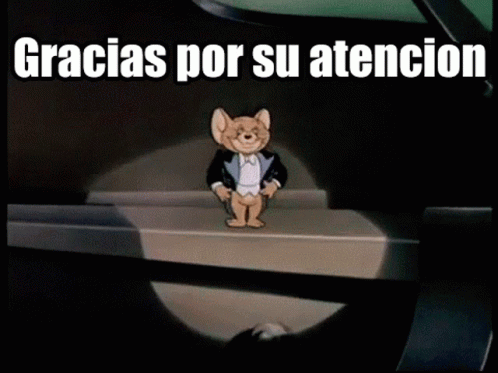 Gracias por su atencion